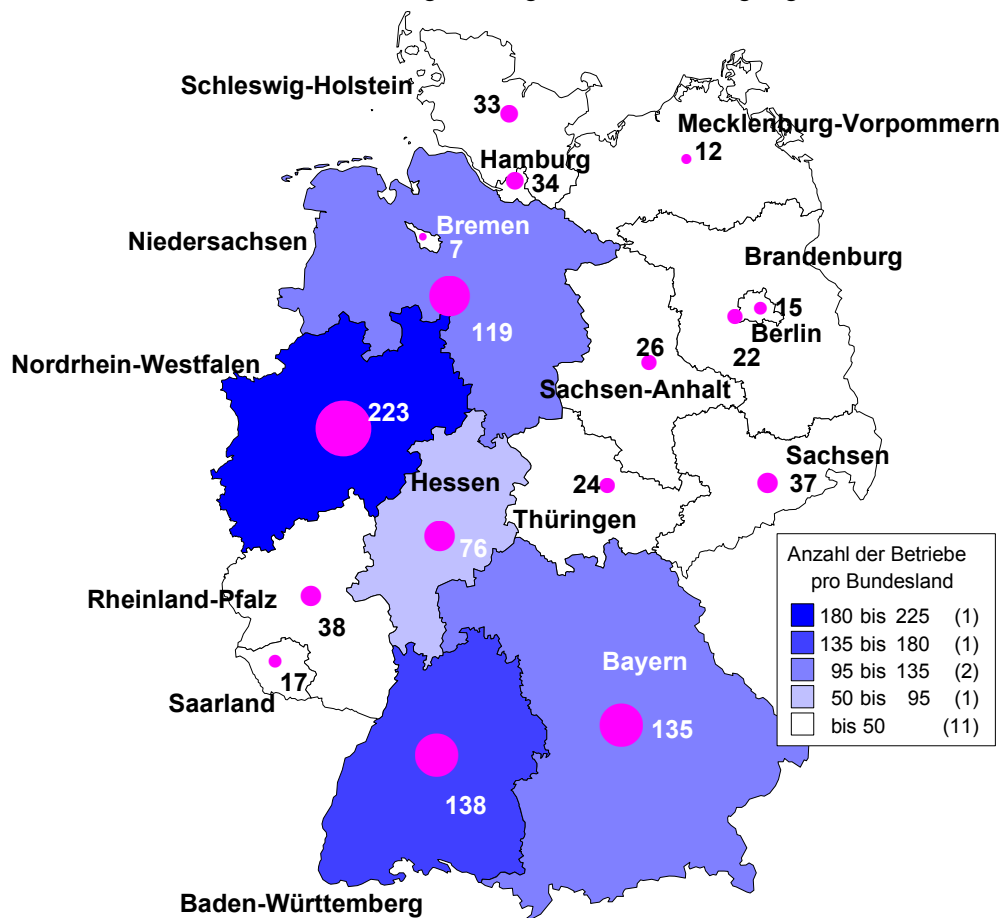 Schleswig-Holstein
33
Mecklenburg-Vorpommern
12
Hamburg
34
Niedersachsen
Bremen
7
Brandenburg
15
Berlin
22
119
26
Sachsen-Anhalt
Nordrhein-Westfalen
223
Hessen
76
24
Thüringen
Sachsen
37
Rheinland-Pfalz
38
17
Saarland
Bayern
135
138
Baden-Württemberg
Anzahl der Betriebe
pro Bundesland
180 bis 225 (1)
135 bis 180 (1)
95 bis 135 (2)
50 bis 95 (1)
bis 50 (11)